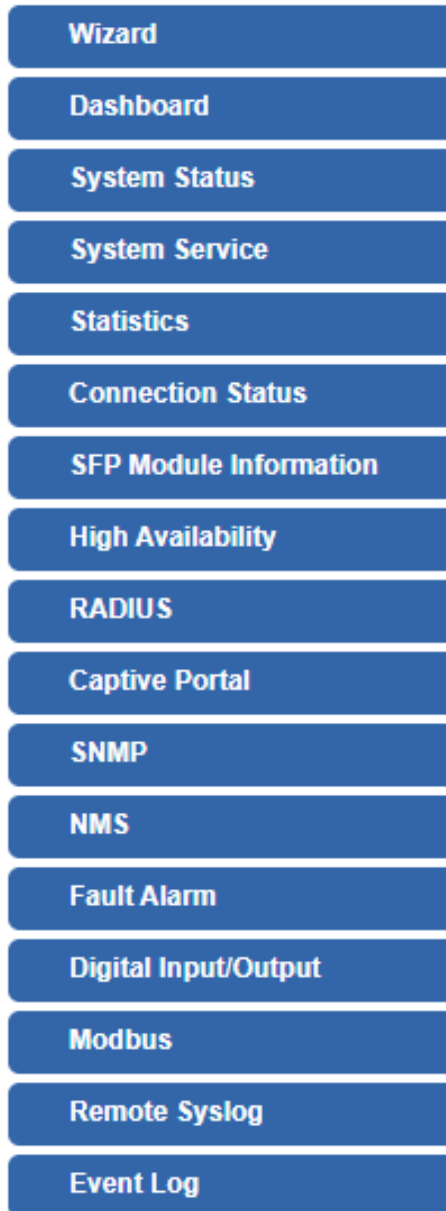 Wizard
Dashboard
System Status
System Service
Statistics
Connection Status
SFP Module Information
High Availability
RADIUS
Captive Portal
SNMP
NMS
Fault Alarm
Digital Input/Output
Modbus
Remote Syslog
Event Log